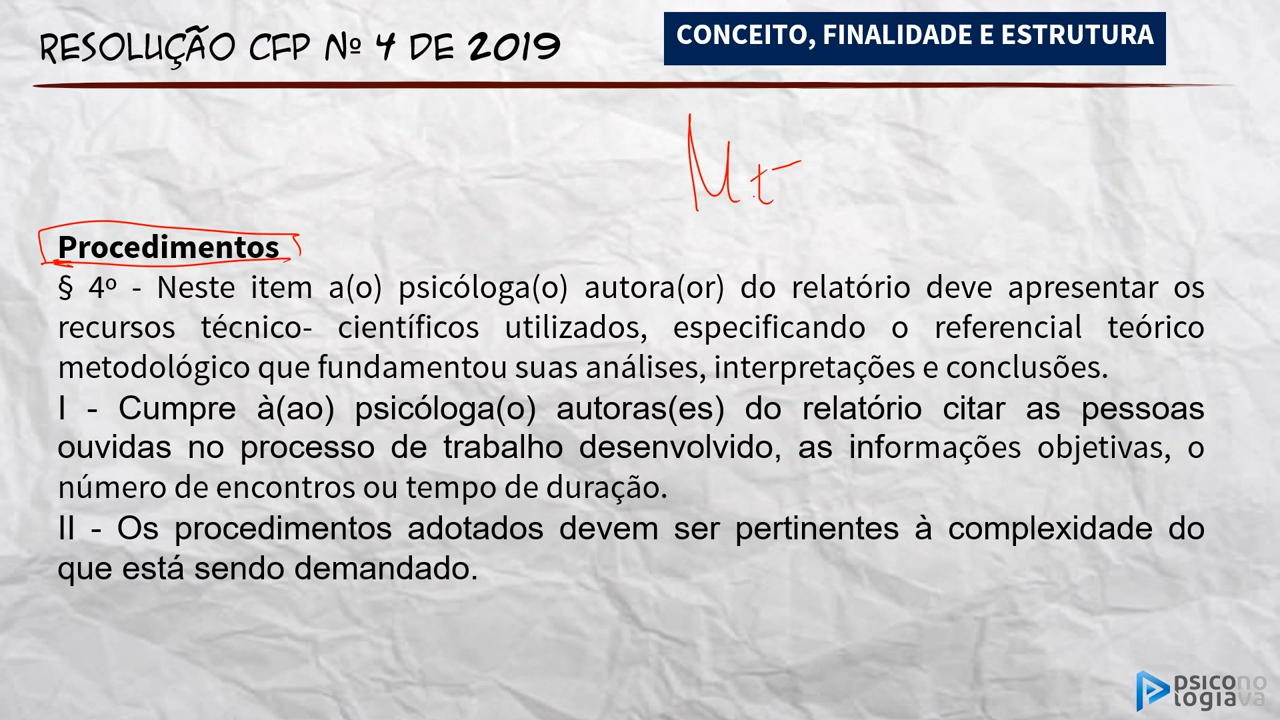 RESOLUÇÃO CFP Nº 4 DE 2019
CONCEITO, FINALIDADE E ESTRUTURA
Mt
Procedimentos
§ 4º - Neste item a(o) psicóloga(o) autora(or) do relatório deve apresentar os
recursos técnico- científicos utilizados, especificando o referencial teórico
metodológico que fundamentou suas análises, interpretações e conclusões.
I - Cumpre à(ao) psicóloga(o) autoras(es) do relatório citar as pessoas
ouvidas no processo de trabalho desenvolvido, as informações objetivas, o
número de encontros ou tempo de duração.
II - Os procedimentos adotados devem ser pertinentes à complexidade do
que está sendo demandado.
psicono
logiava